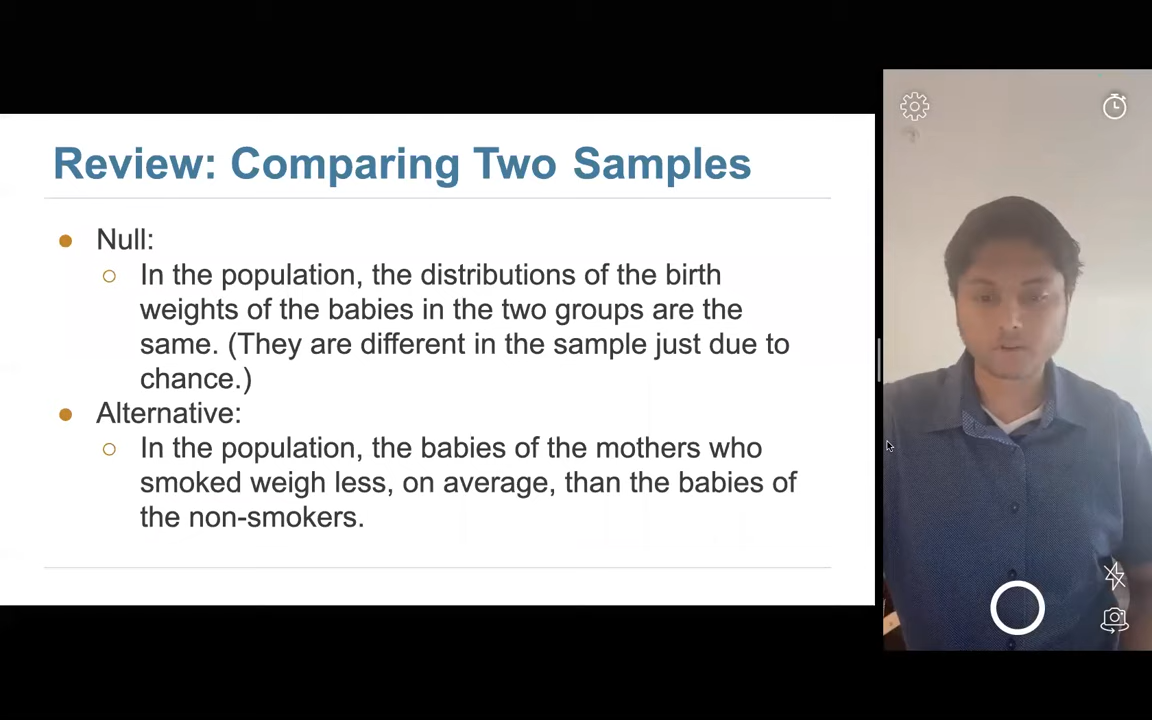 Review: Comparing Two Samples
● Null:
○ In the population, the distributions of the birth
weights of the babies in the two groups are the
same. (They are different in the sample just due to
chance.)
● Alternative:
○ In the population, the babies of the mothers who
smoked weigh less, on average, than the babies of
the non-smokers.